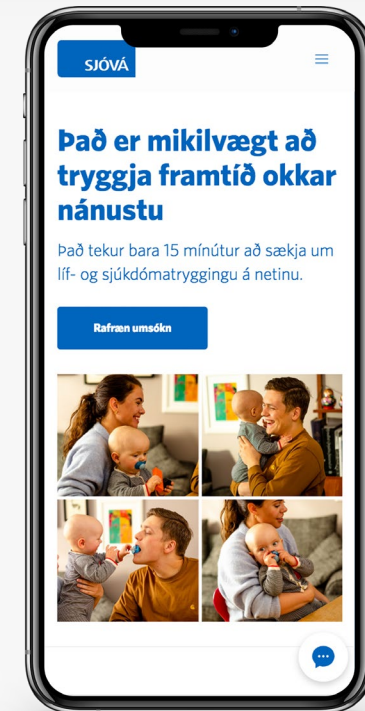 SJÓVÁ
Það er mikilvægt að
tryggja framtíð okkar
nánustu
Það tekur bara 15 mínútur að sækja um
líf- og sjúkdómatryggingu á netinu.
Rafræn umsókn